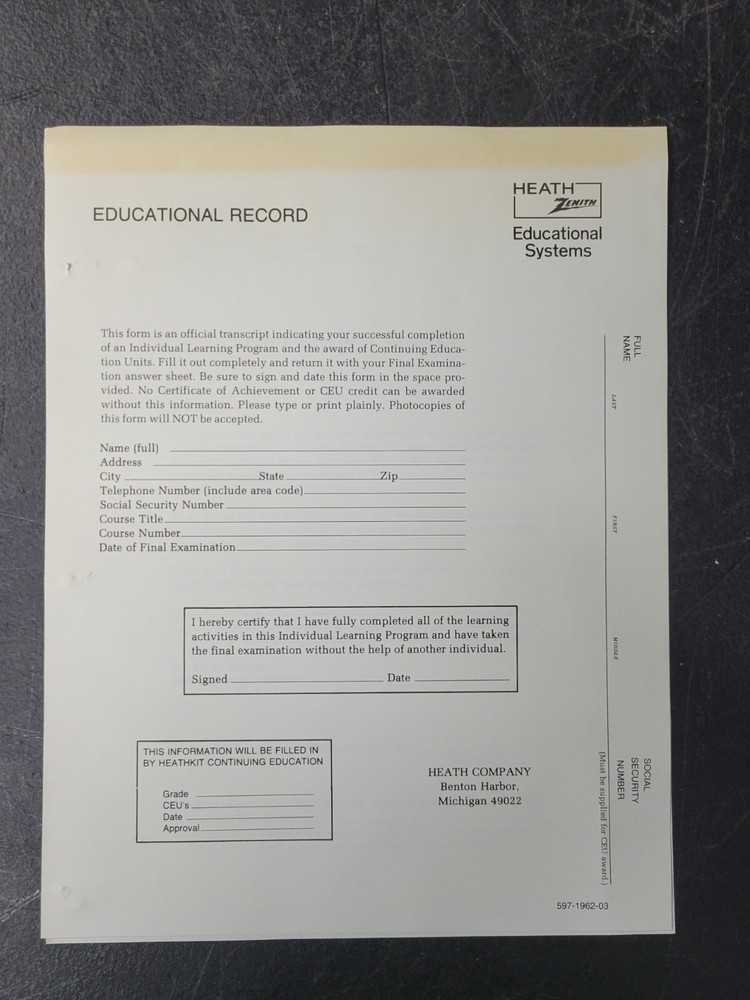 HEATH
ZENITH
Educational
Systems
EDUCATIONAL RECORD
This form is an official transcript indicating your successful completion
of an Individual Learning Program and the award of Continuing Educa-
tion Units. Fill it out completely and return it with your Final Examina-
tion answer sheet. Be sure to sign and date this form in the space pro-
vided. No Certificate of Achievement or CEU credit can be awarded
without this information. Please type or print plainly. Photocopies of
this form will NOT be accepted.
Name (full)
Address
City State Zip
Telephone Number (include area code)
Social Security Number
Course Title
Course Number
Date of Final Examination
I hereby certify that I have fully completed all of the learning
activities in this Individual Learning Program and have taken
the final examination without the help of another individual.
Signed Date
THIS INFORMATION WILL BE FILLED IN
BY HEATHKIT CONTINUING EDUCATION
Grade
CEU's
Date
Approval
HEATH COMPANY
Benton Harbor,
Michigan 49022
FULL
NAME
LAST
FIRST
MIDDLE
SOCIAL
SECURITY
NUMBER
(Must be supplied for CEU award.)
597-1962-03